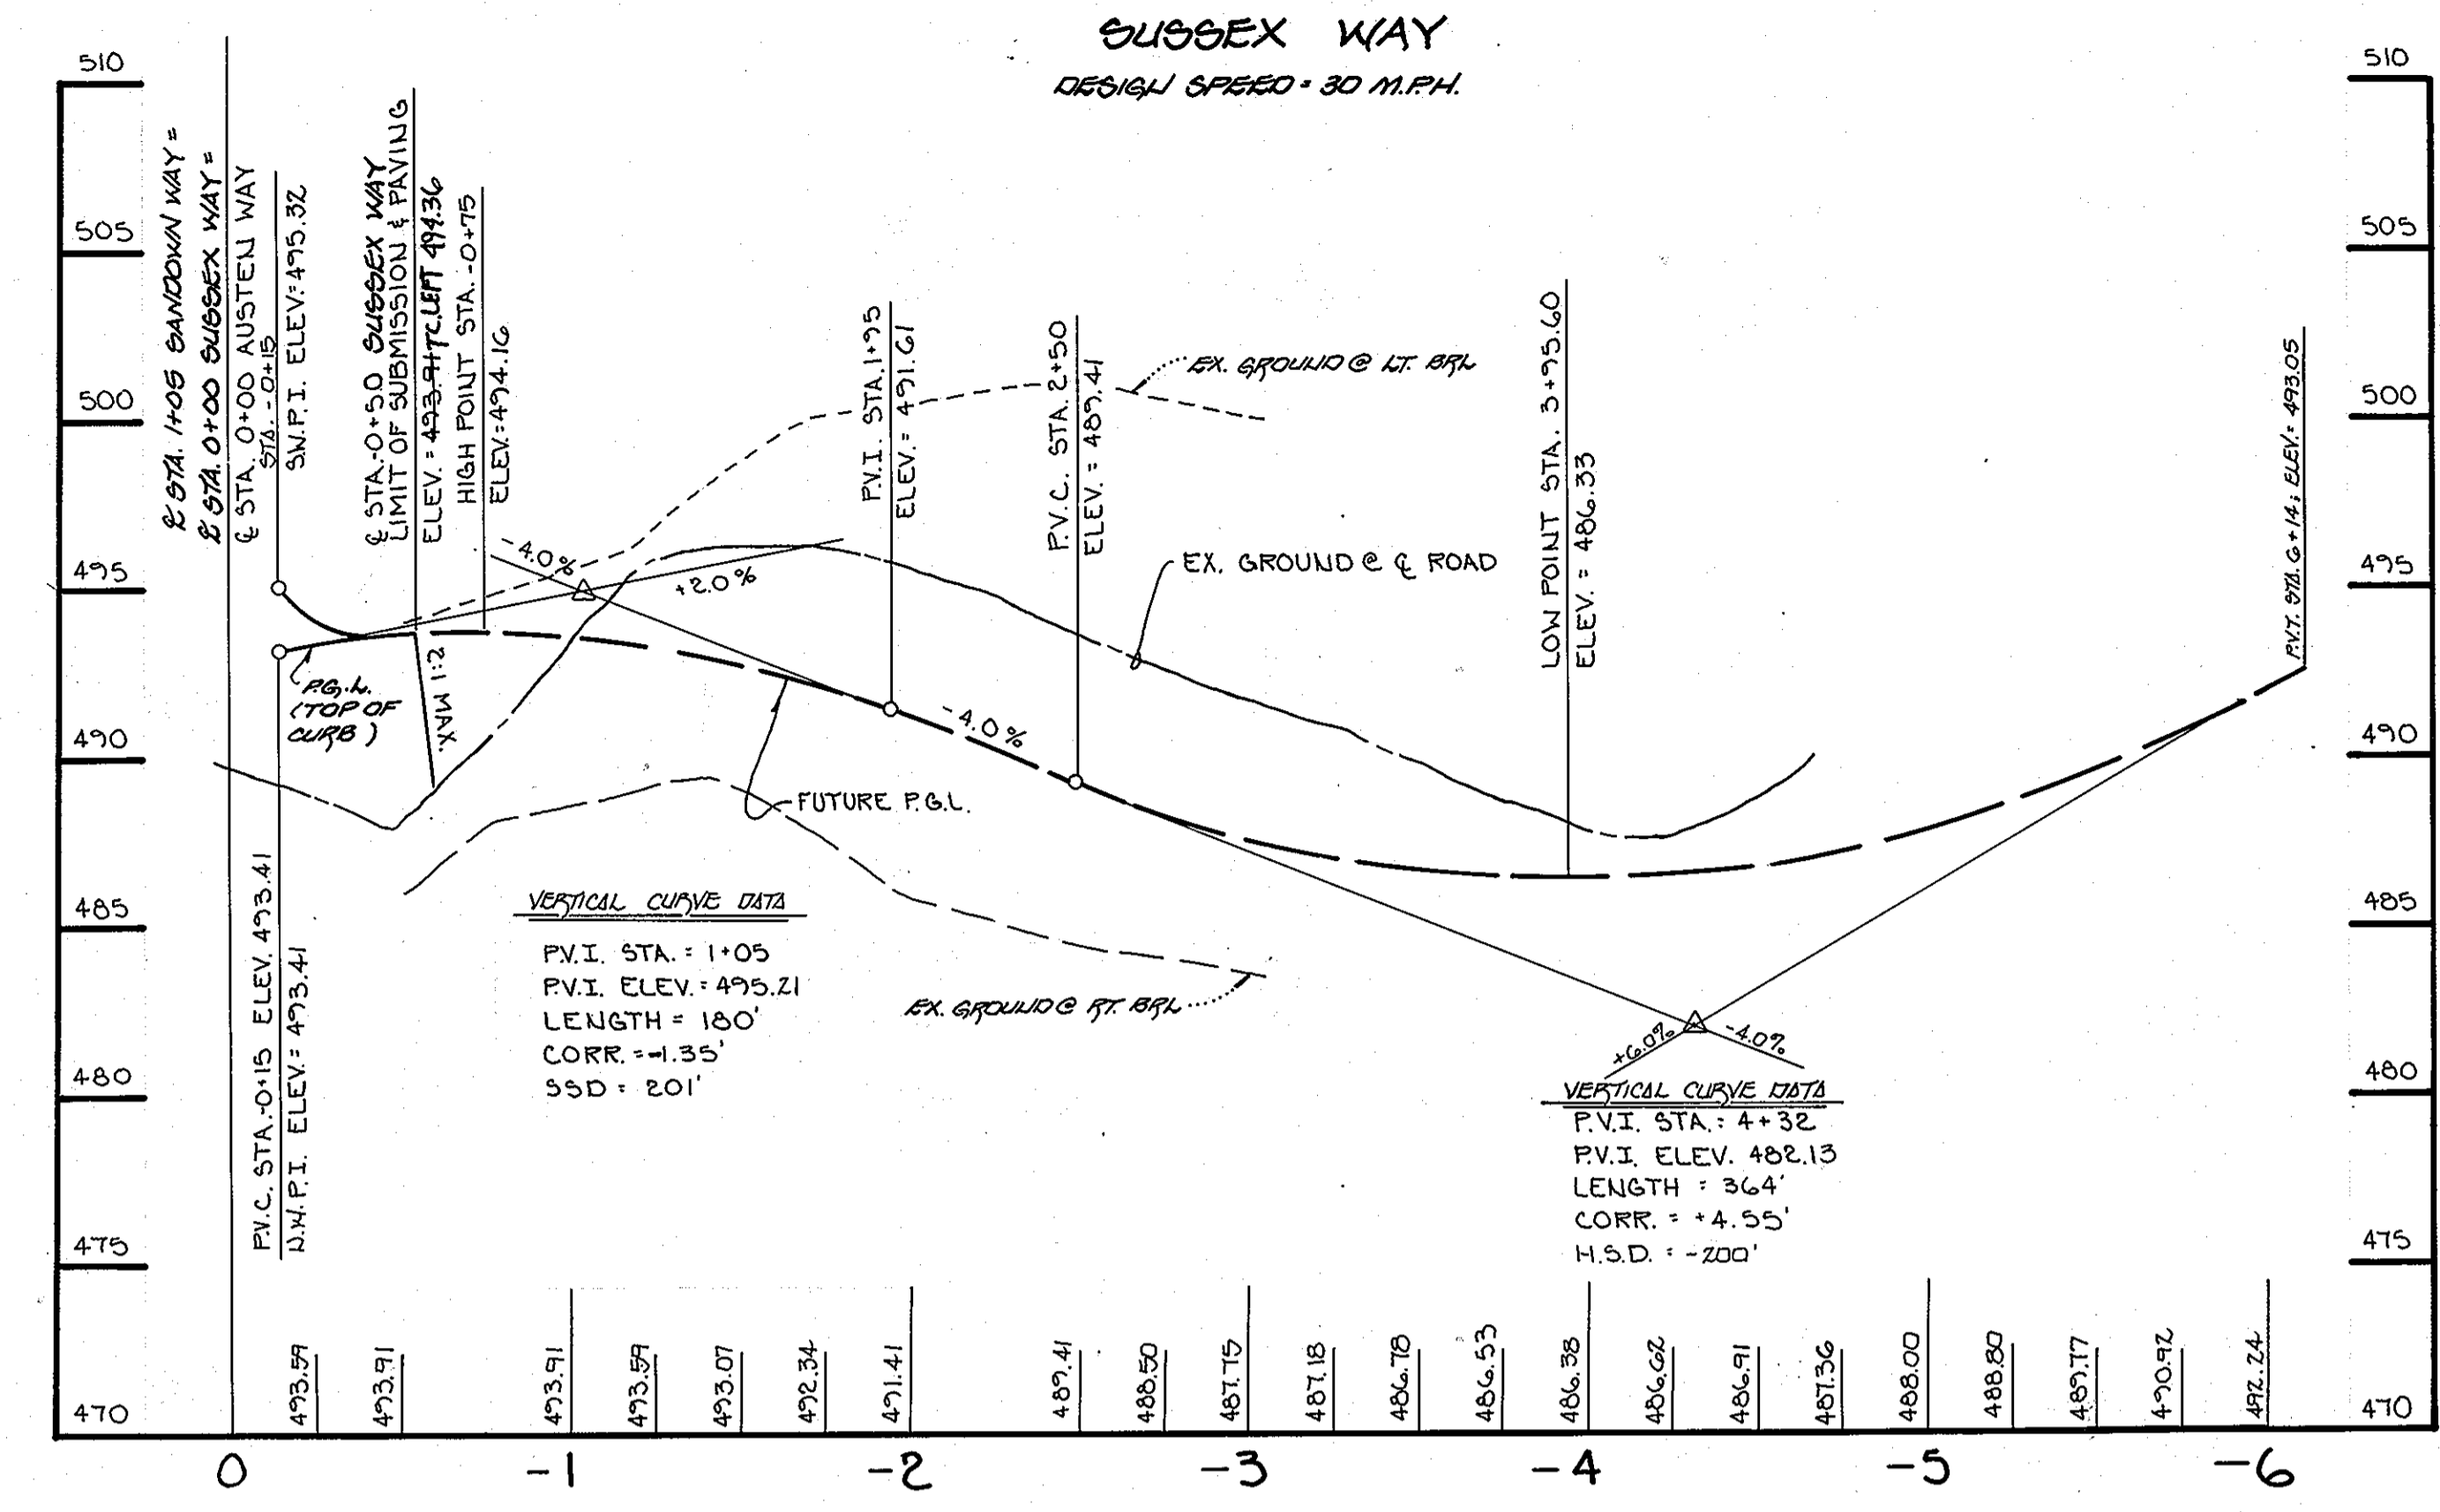 SUSSEX WAY
DESIGN SPEED = 30 M.P.H.
510
505
500
495
490
485
480
475
470
510
505
500
495
490
485
480
475
470
℄ STA. 1+05 SANDOWN WAY =
℄ STA. 0+00 SUSSEX WAY =
℄ STA. 0+00 AUSTEN WAY
STA. -0+15
S.W.P.I. ELEV: 495.32
℄ STA.-0+50 SUSSEX WAY
LIMIT OF SUBMISSION & PAVING
ELEV. = 493.91 T.C. LEFT 494.36
HIGH POINT STA. -0+75
ELEV.=494.16
-4.0%
+2.0%
P.V.I. STA. 1+95
ELEV. = 491.61
P.V.C. STA. 2+50
ELEV. = 489.41
EX. GROUND @ LT. BRL
EX. GROUND @ ℄ ROAD
LOW POINT STA. 3+95.60
ELEV. = 486.33
P.V.T. STA. 6+14; ELEV.= 493.05
P.G.L.
(TOP OF
CURB)
1:2 MAX.
-4.0%
FUTURE P.G.L.
P.V.C. STA.-0+15 ELEV. 493.41
N.W.P.I. ELEV.= 493.41
VERTICAL CURVE DATA
P.V.I. STA. = 1+05
P.V.I. ELEV. = 495.21
LENGTH = 180'
CORR. = -1.35'
SSD = 201'
EX. GROUND @ RT. BRL
+6.0%
-4.0%
VERTICAL CURVE DATA
P.V.I. STA.: 4+32
P.V.I. ELEV. 482.13
LENGTH = 364'
CORR. = +4.55'
H.S.D. = -200'
493.59
493.91
493.91
493.59
493.07
492.34
491.41
489.41
488.50
487.75
487.18
486.78
486.53
486.38
486.62
486.91
487.36
488.00
488.80
489.77
490.92
492.24
0
-1
-2
-3
-4
-5
-6